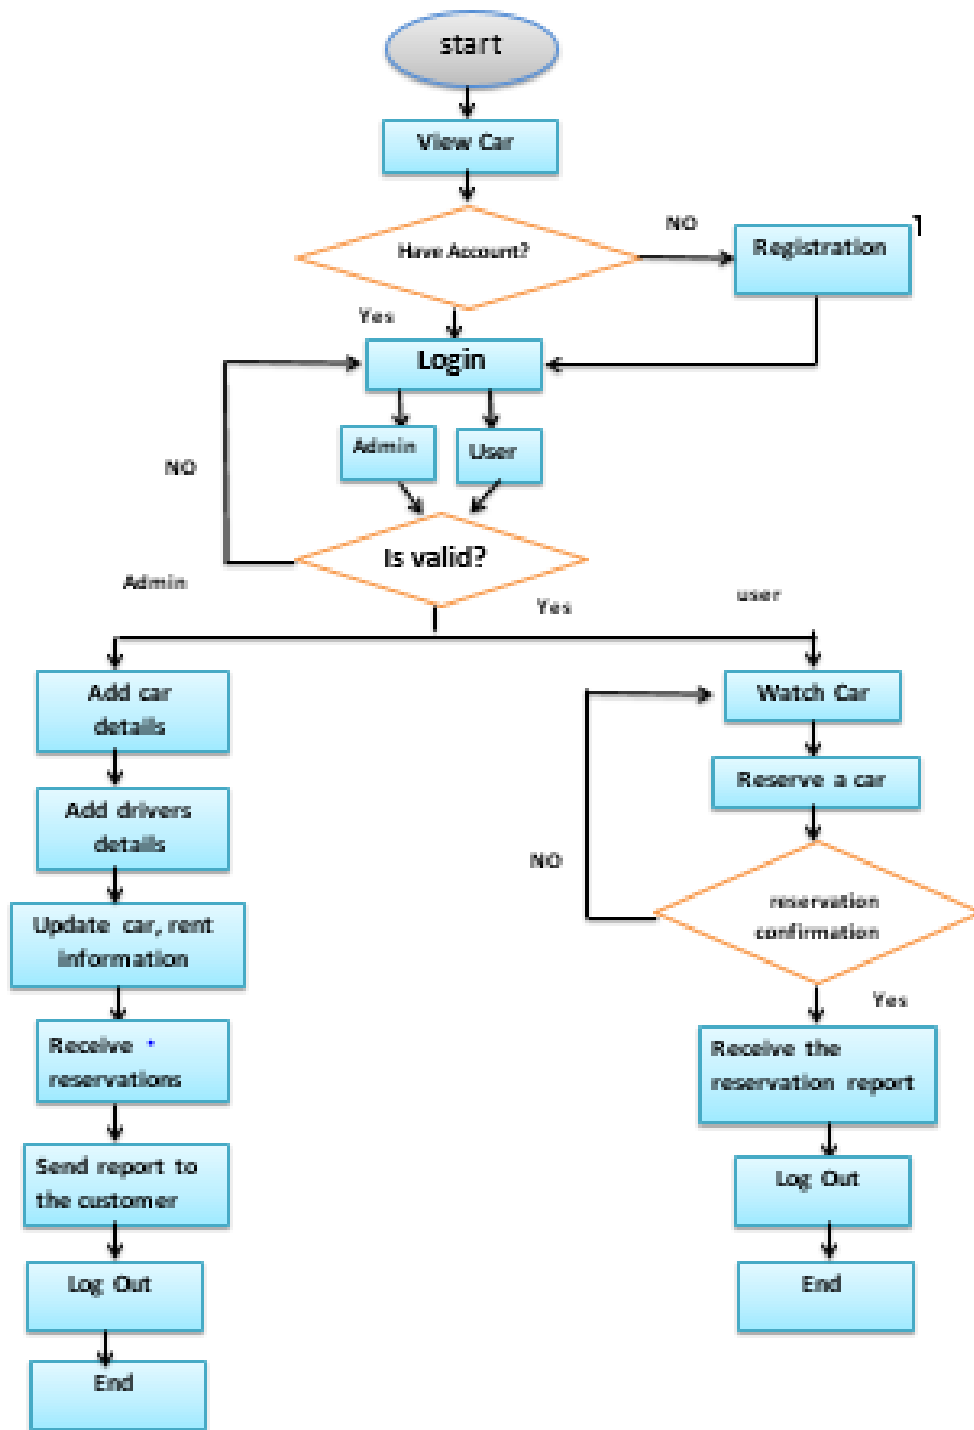 start
View Car
Have Account?
NO
Registration
1
Yes
Login
Admin
User
NO
Is valid?
Admin
Yes
user
Add car
details
Add drivers
details
Update car, rent
information
Receive
reservations
Send report to
the customer
Log Out
End
Watch Car
Reserve a car
NO
reservation
confirmation
Yes
Receive the
reservation report
Log Out
End